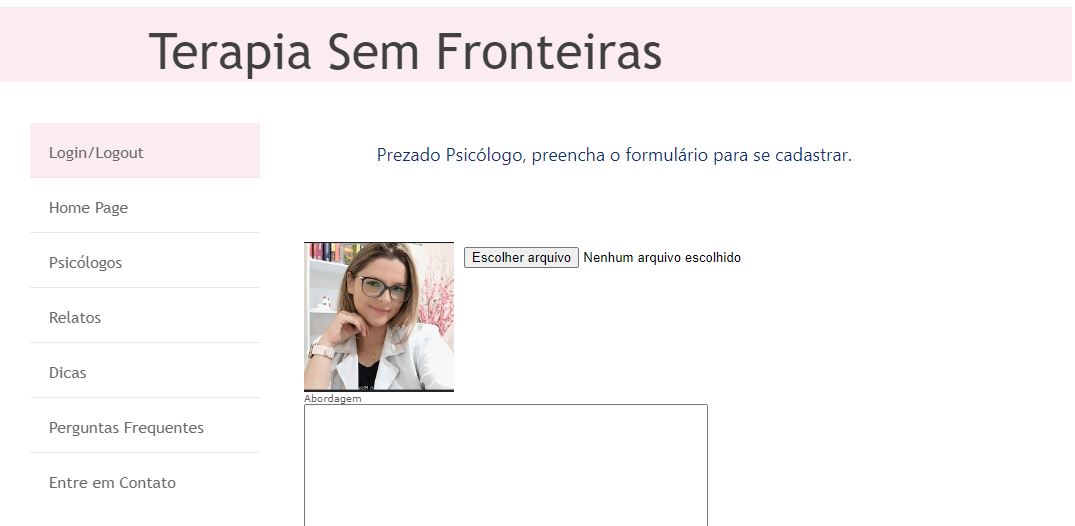 Terapia Sem Fronteiras
Login/Logout
Home Page
Psicólogos
Relatos
Dicas
Perguntas Frequentes
Entre em Contato
Prezado Psicólogo, preencha o formulário para se cadastrar.
Escolher arquivo Nenhum arquivo escolhido
Abordagem